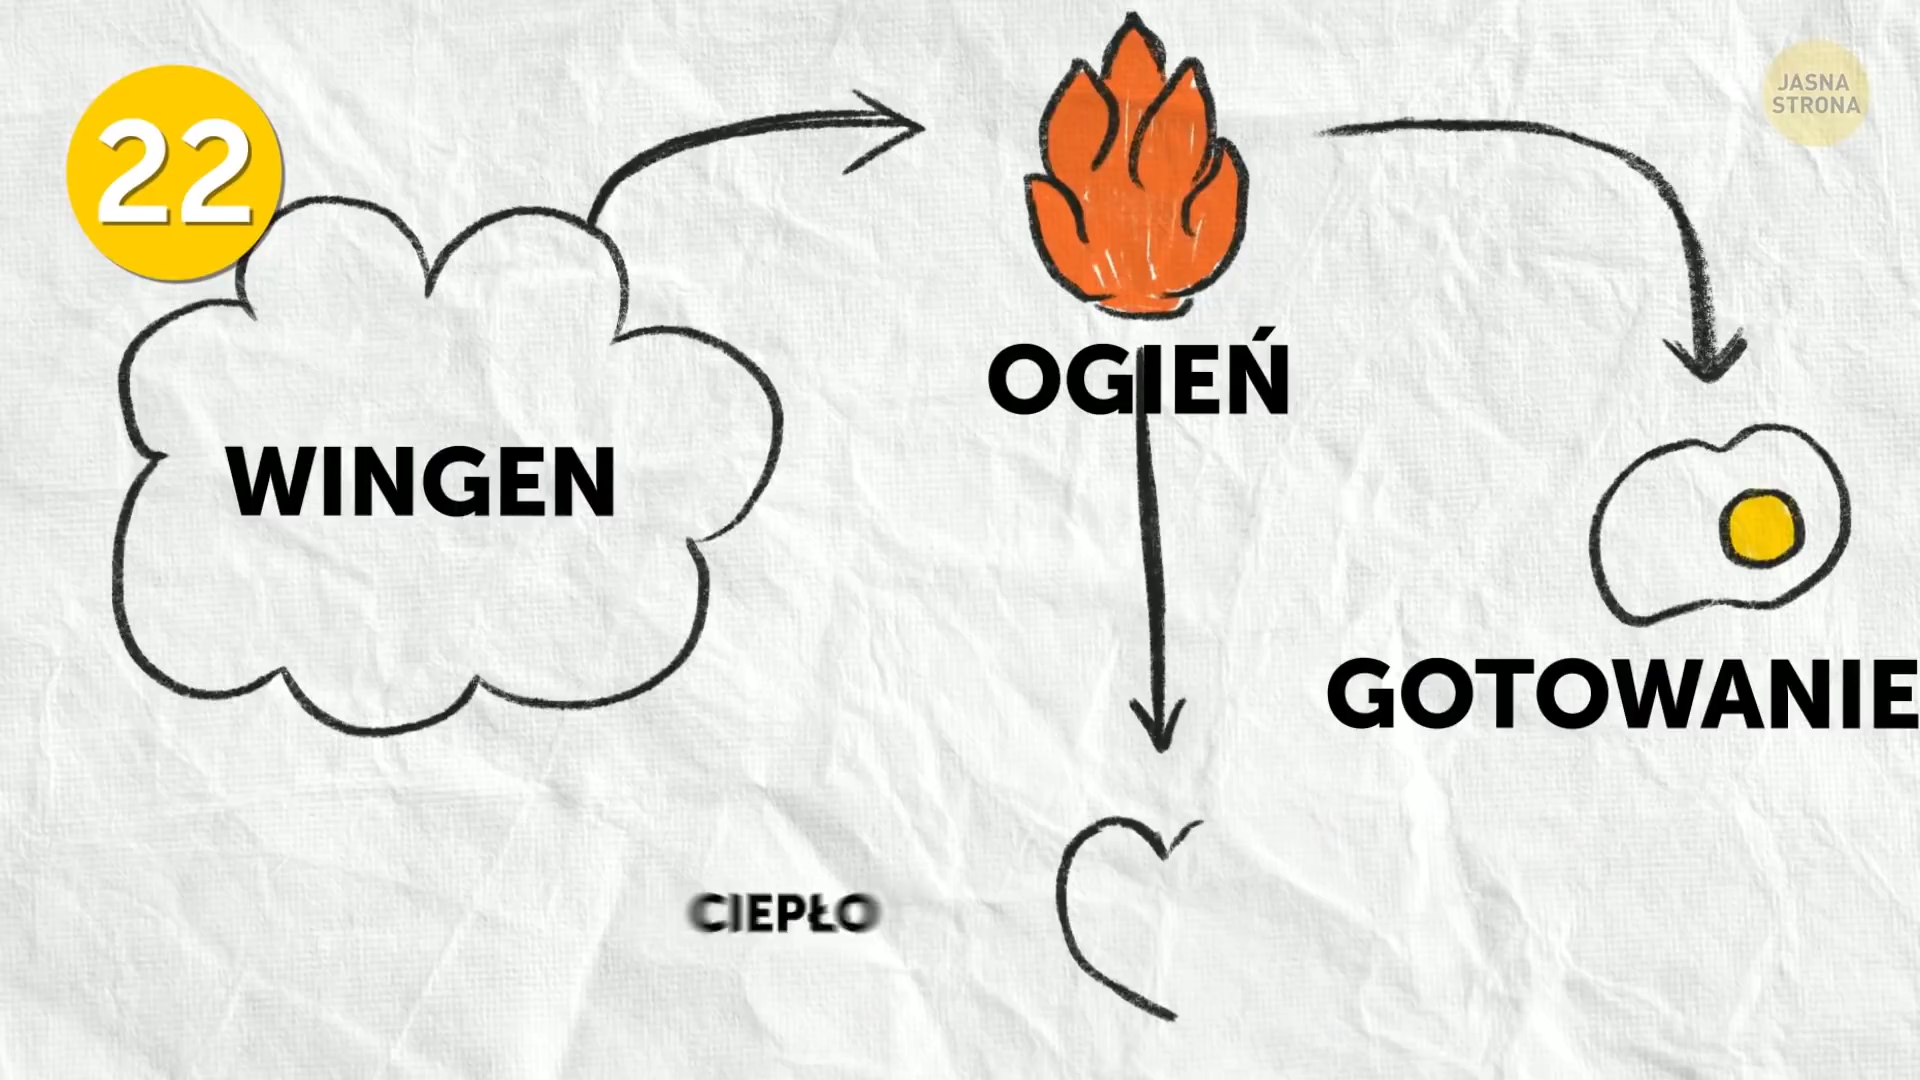 22
JASNA
STRONA
OGIEŃ
WINGEN
GOTOWANIE
CIEPŁO